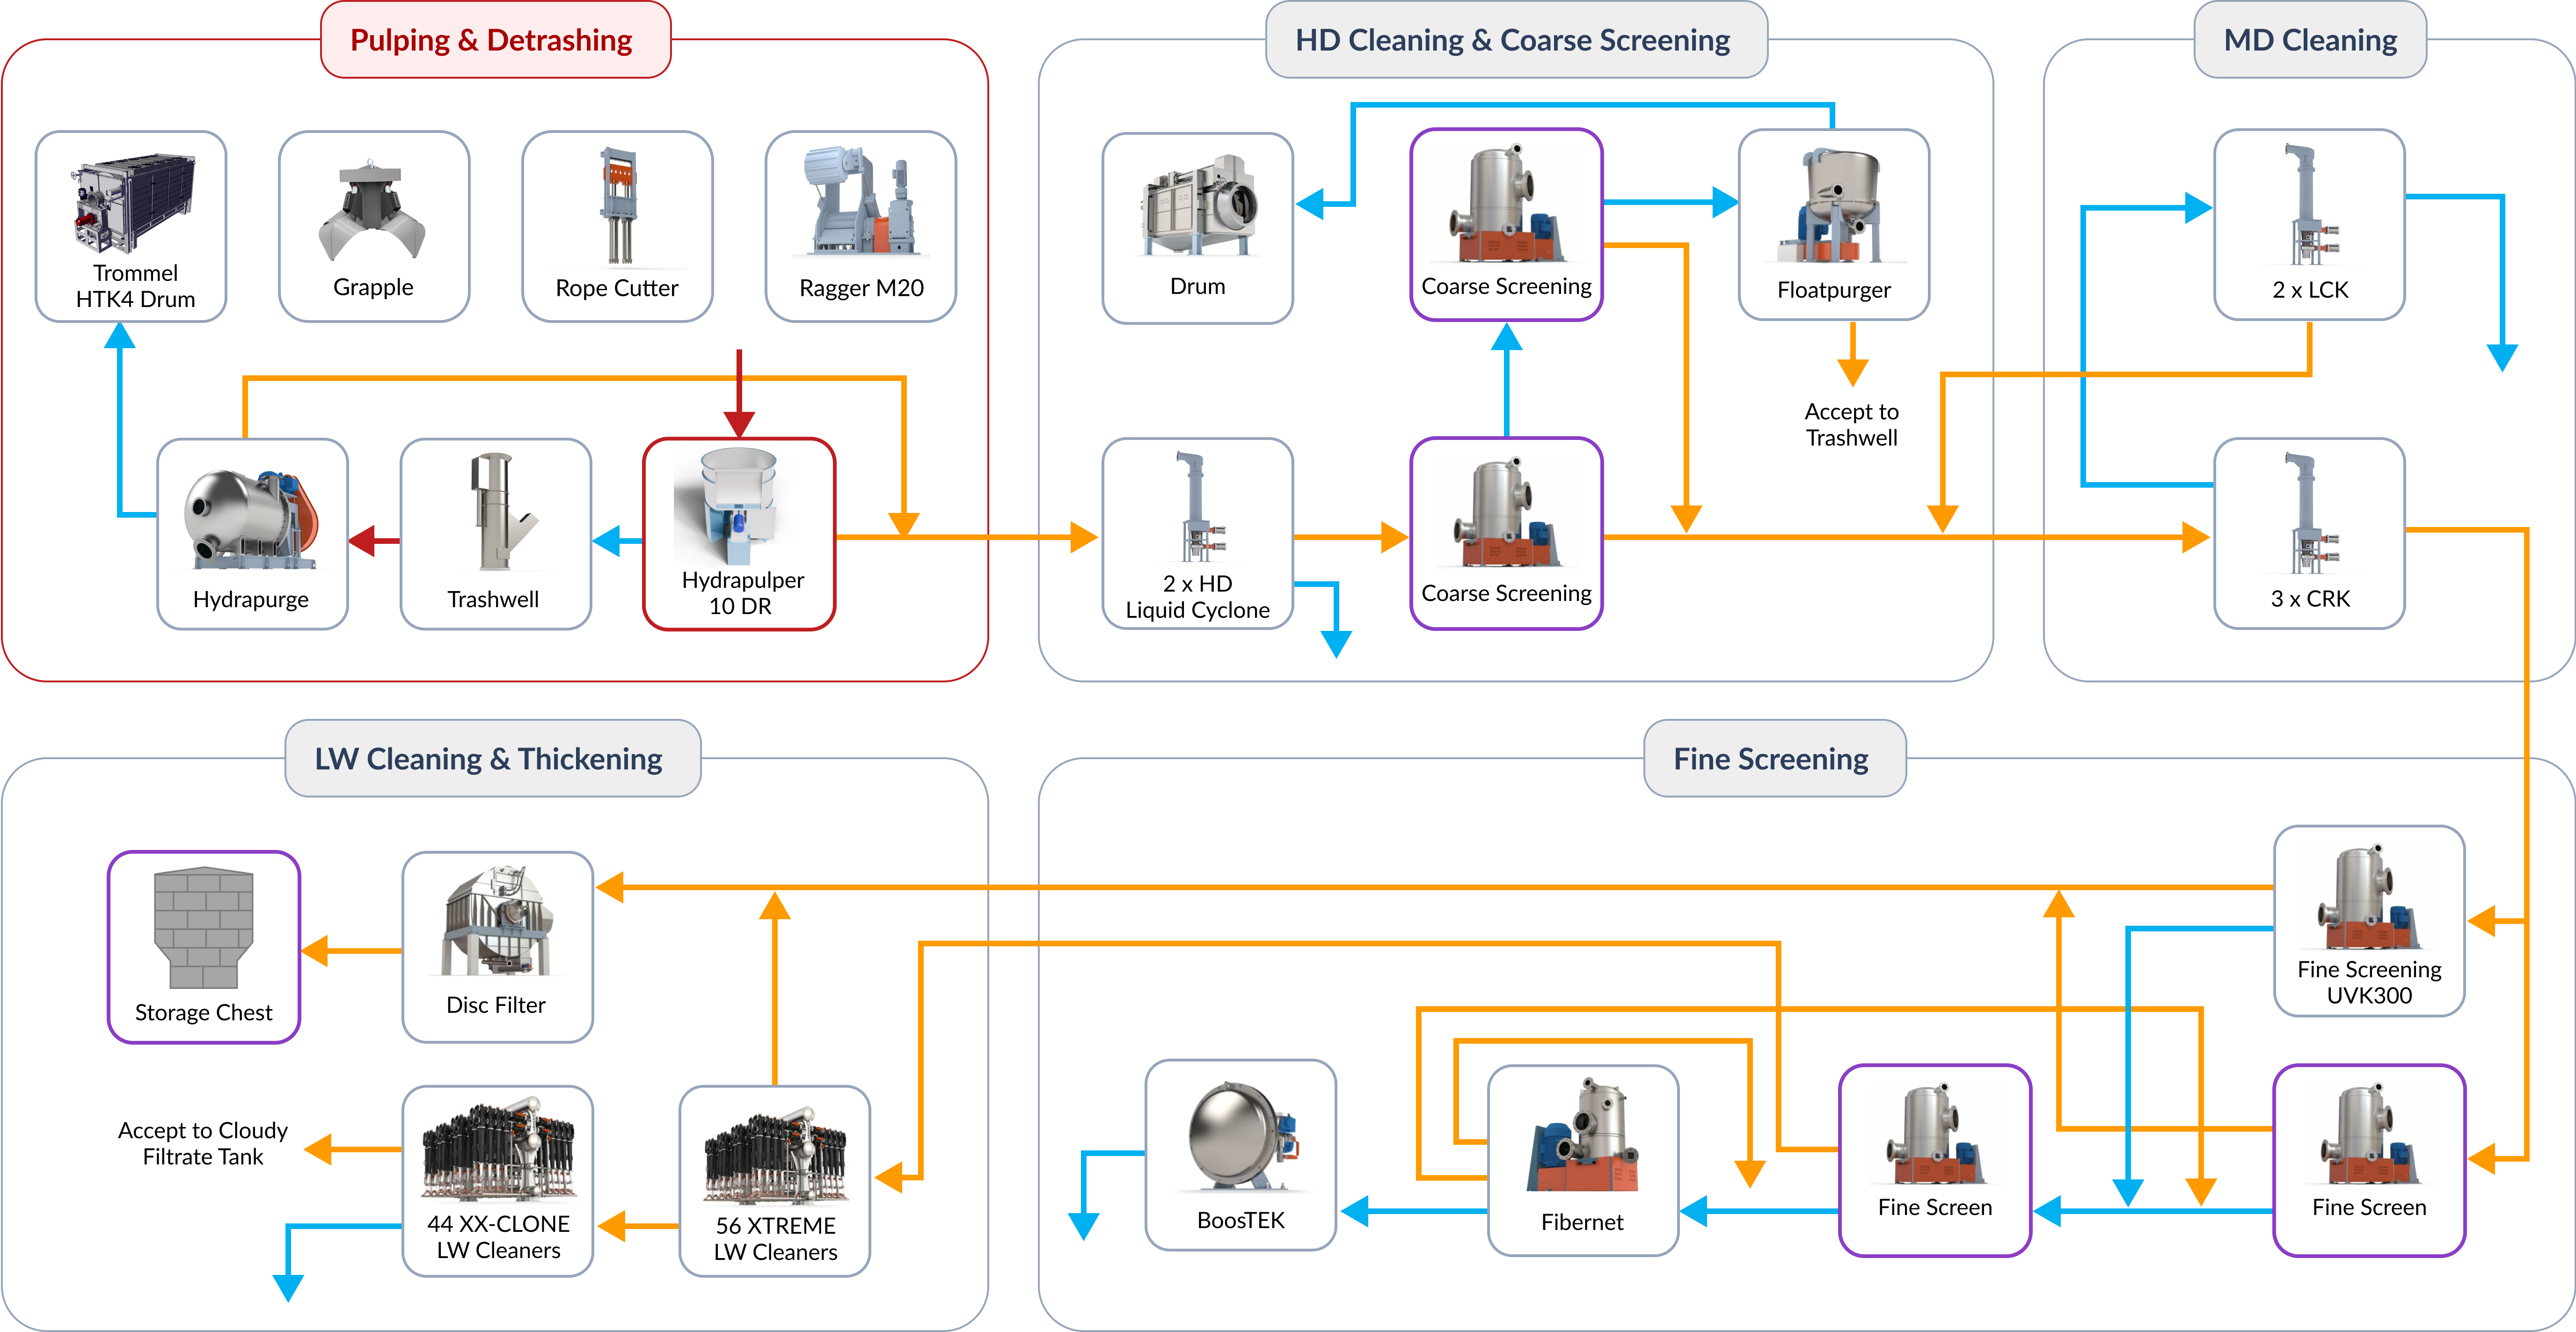 Pulping & Detrashing
Trommel
HTK4 Drum
Grapple
Rope Cutter
Ragger M20
Hydrapurge
Trashwell
Hydrapulper
10 DR
HD Cleaning & Coarse Screening
Drum
Coarse Screening
Floatpurger
Accept to
Trashwell
2 x HD
Liquid Cyclone
Coarse Screening
MD Cleaning
2 x LCK
3 x CRK
LW Cleaning & Thickening
Storage Chest
Disc Filter
Accept to Cloudy
Filtrate Tank
44 XX-CLONE
LW Cleaners
56 XTREME
LW Cleaners
Fine Screening
Fine Screening
UVK300
BoosTEK
Fibernet
Fine Screen
Fine Screen